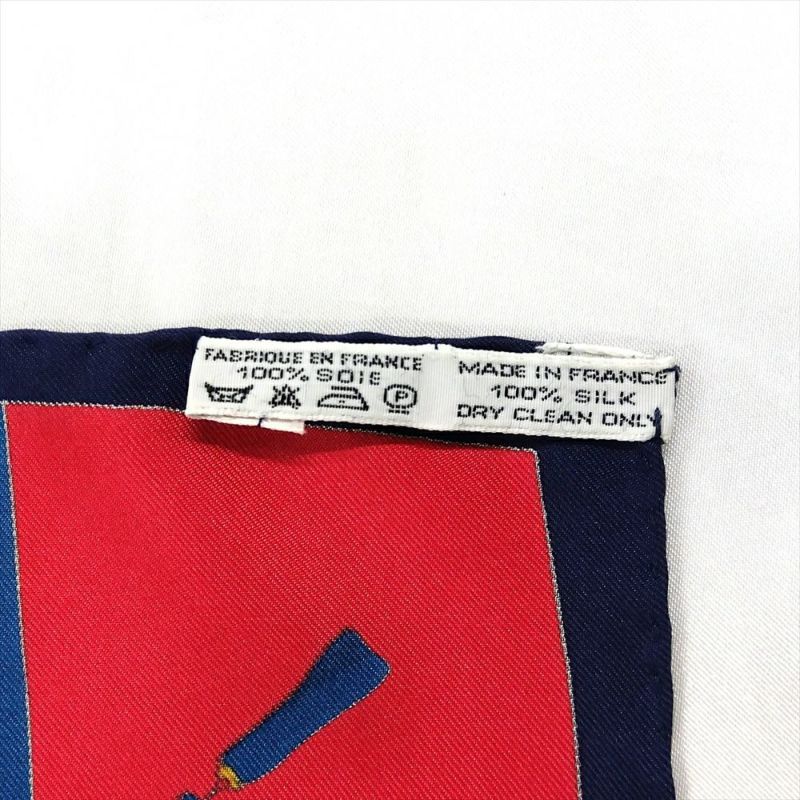 FABRIQUE EN FRANCE
100% SOIE
P
MADE IN FRANCE
100% SILK
DRY CLEAN ONLY